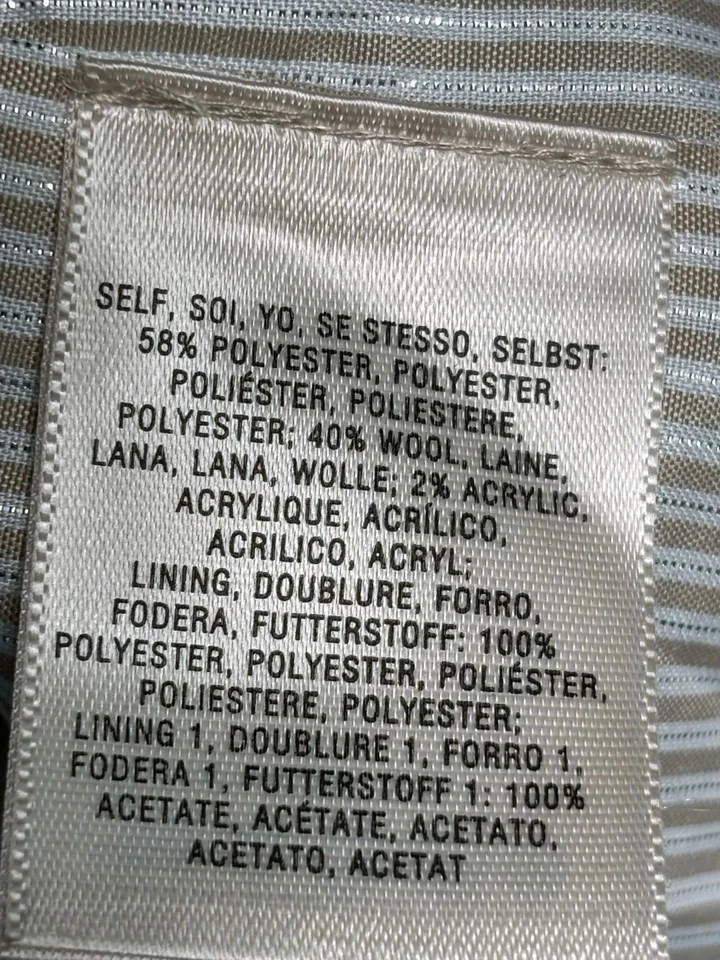 SELF, SOI, YO, SE STESSO, SELBST:
58% POLYESTER, POLYESTER,
POLIÉSTER, POLIESTERE,
POLYESTER; 40% WOOL, LAINE,
LANA, LANA, WOLLE; 2% ACRYLIC,
ACRYLIQUE, ACRÍLICO,
ACRILICO, ACRYL;
LINING, DOUBLURE, FORRO,
FODERA, FUTTERSTOFF: 100%
POLYESTER, POLYESTER, POLIÉSTER,
POLIESTERE, POLYESTER;
LINING 1, DOUBLURE 1, FORRO 1,
FODERA 1, FUTTERSTOFF 1: 100%
ACETATE, ACÉTATE, ACETATO,
ACETATO, ACETAT